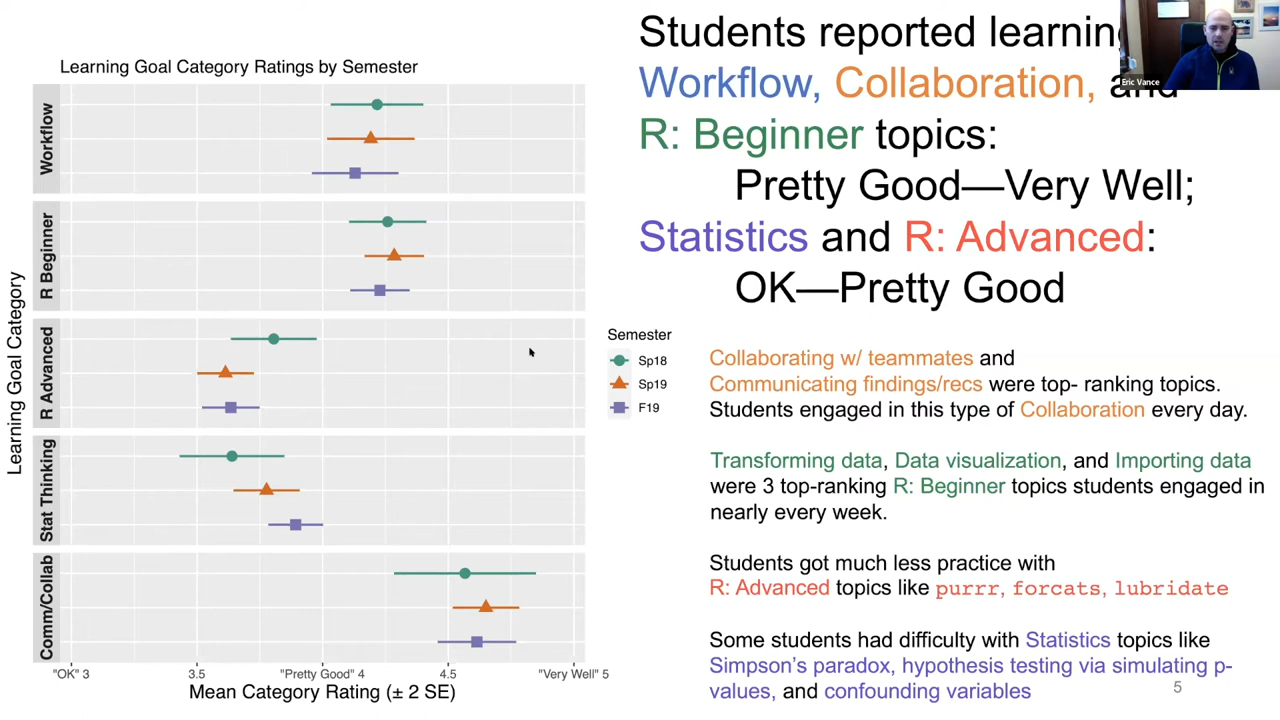 Learning Goal Category Ratings by Semester
Learning Goal Category
Workflow
R Beginner
R Advanced
Stat Thinking
Comm/Collab
"OK" 3
3.5
"Pretty Good" 4
4.5
"Very Well" 5
Mean Category Rating (± 2 SE)
Semester
Sp18
Sp19
F19
Students reported learning
Workflow, Collaboration, and
R: Beginner topics:
Pretty Good—Very Well;
Statistics and R: Advanced:
OK—Pretty Good
Collaborating w/ teammates and
Communicating findings/recs were top- ranking topics.
Students engaged in this type of Collaboration every day.
Transforming data, Data visualization, and Importing data
were 3 top-ranking R: Beginner topics students engaged in
nearly every week.
Students got much less practice with
R: Advanced topics like purrr, forcats, lubridate
Some students had difficulty with Statistics topics like
Simpson's paradox, hypothesis testing via simulating p-
values, and confounding variables
5
Eric Vance